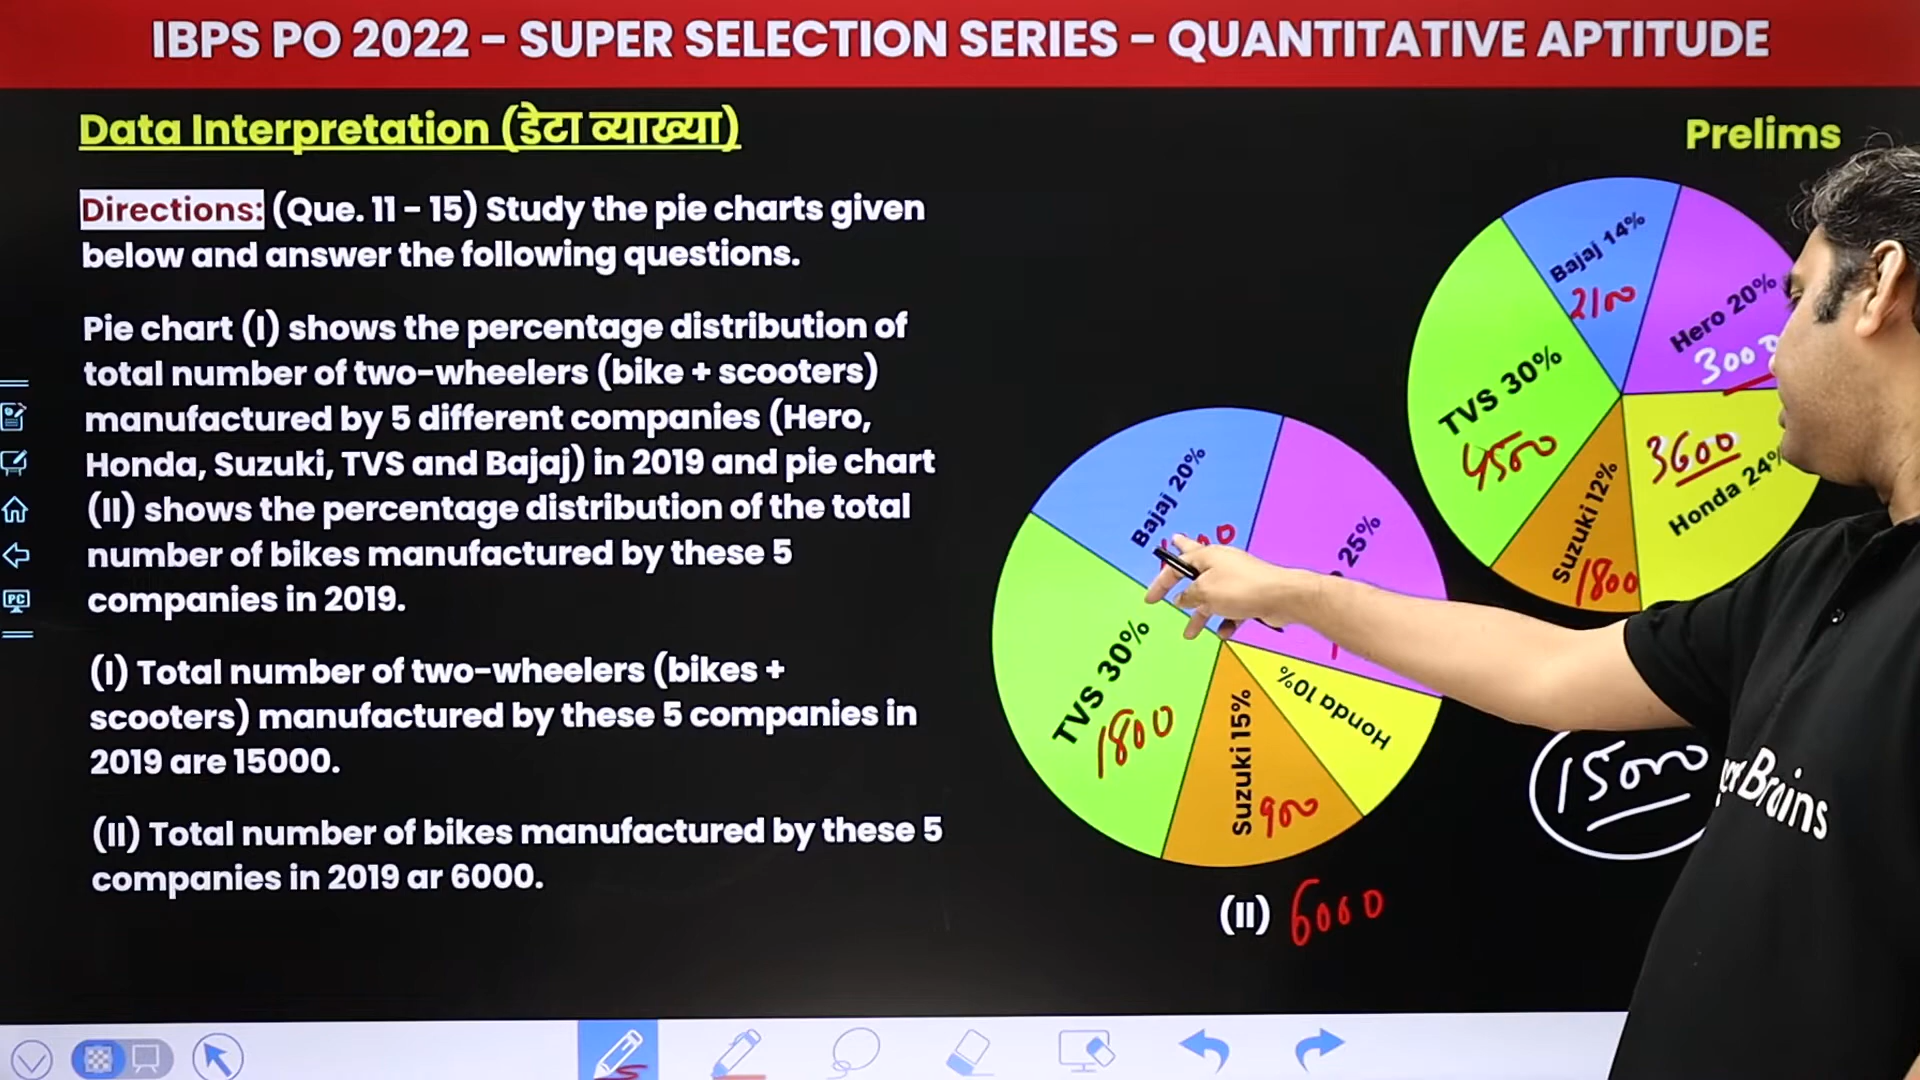 IBPS PO 2022 - SUPER SELECTION SERIES - QUANTITATIVE APTITUDE
Data Interpretation (डेटा व्याख्या)
Prelims
Directions: (Que. 11 - 15) Study the pie charts given
below and answer the following questions.
Pie chart (I) shows the percentage distribution of
total number of two-wheelers (bike + scooters)
manufactured by 5 different companies (Hero,
Honda, Suzuki, TVS and Bajaj) in 2019 and pie chart
(II) shows the percentage distribution of the total
number of bikes manufactured by these 5
companies in 2019.
(I) Total number of two-wheelers (bikes +
scooters) manufactured by these 5 companies in
2019 are 15000.
(II) Total number of bikes manufactured by these 5
companies in 2019 ar 6000.
Bajaj 14%
2100
Hero 20%
3000
TVS 30%
4500
Suzuki 12%
1800
3600
Honda 24%
15000
Bajaj 20%
25%
TVS 30%
1800
Suzuki 15%
900
Honda 10%
(II) 6000
Brains
PC